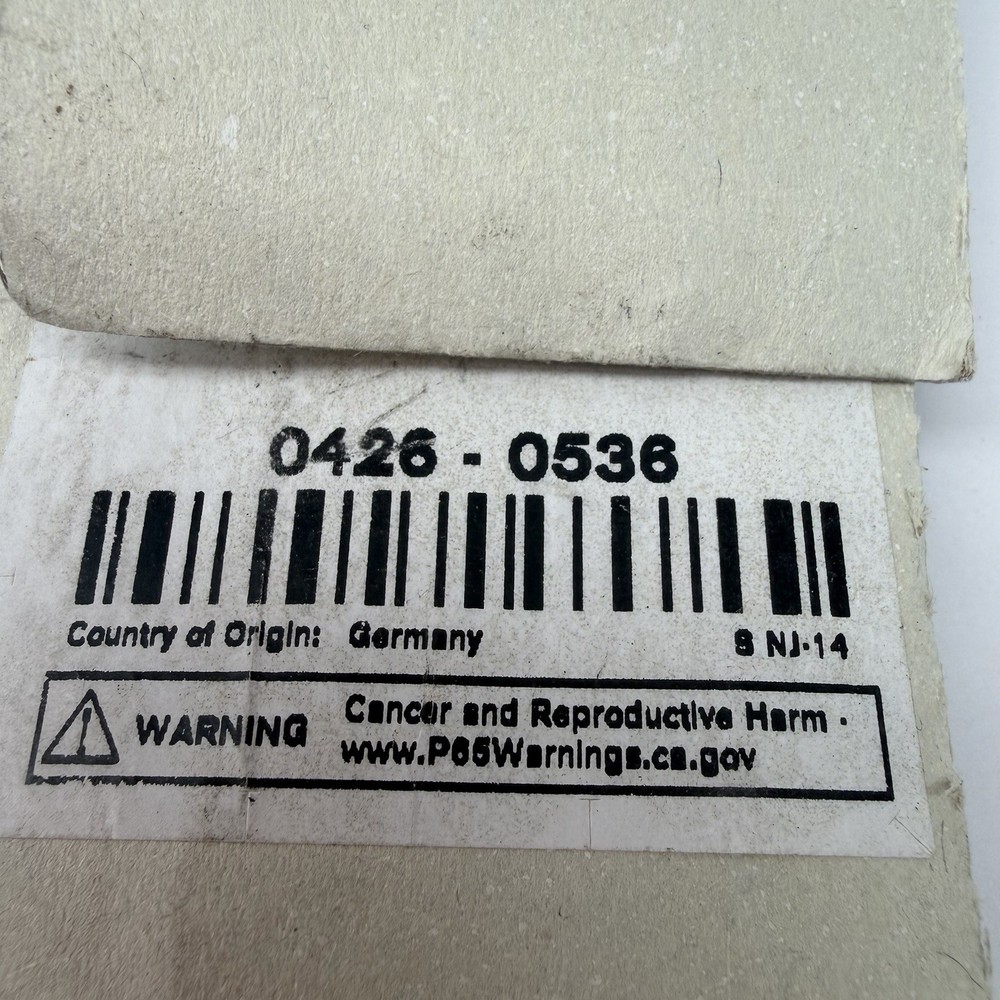 0426 - 0536
Country of Origin: Germany S NJ-14
WARNING Cancer and Reproductive Harm -
www.P65Warnings.ca.gov